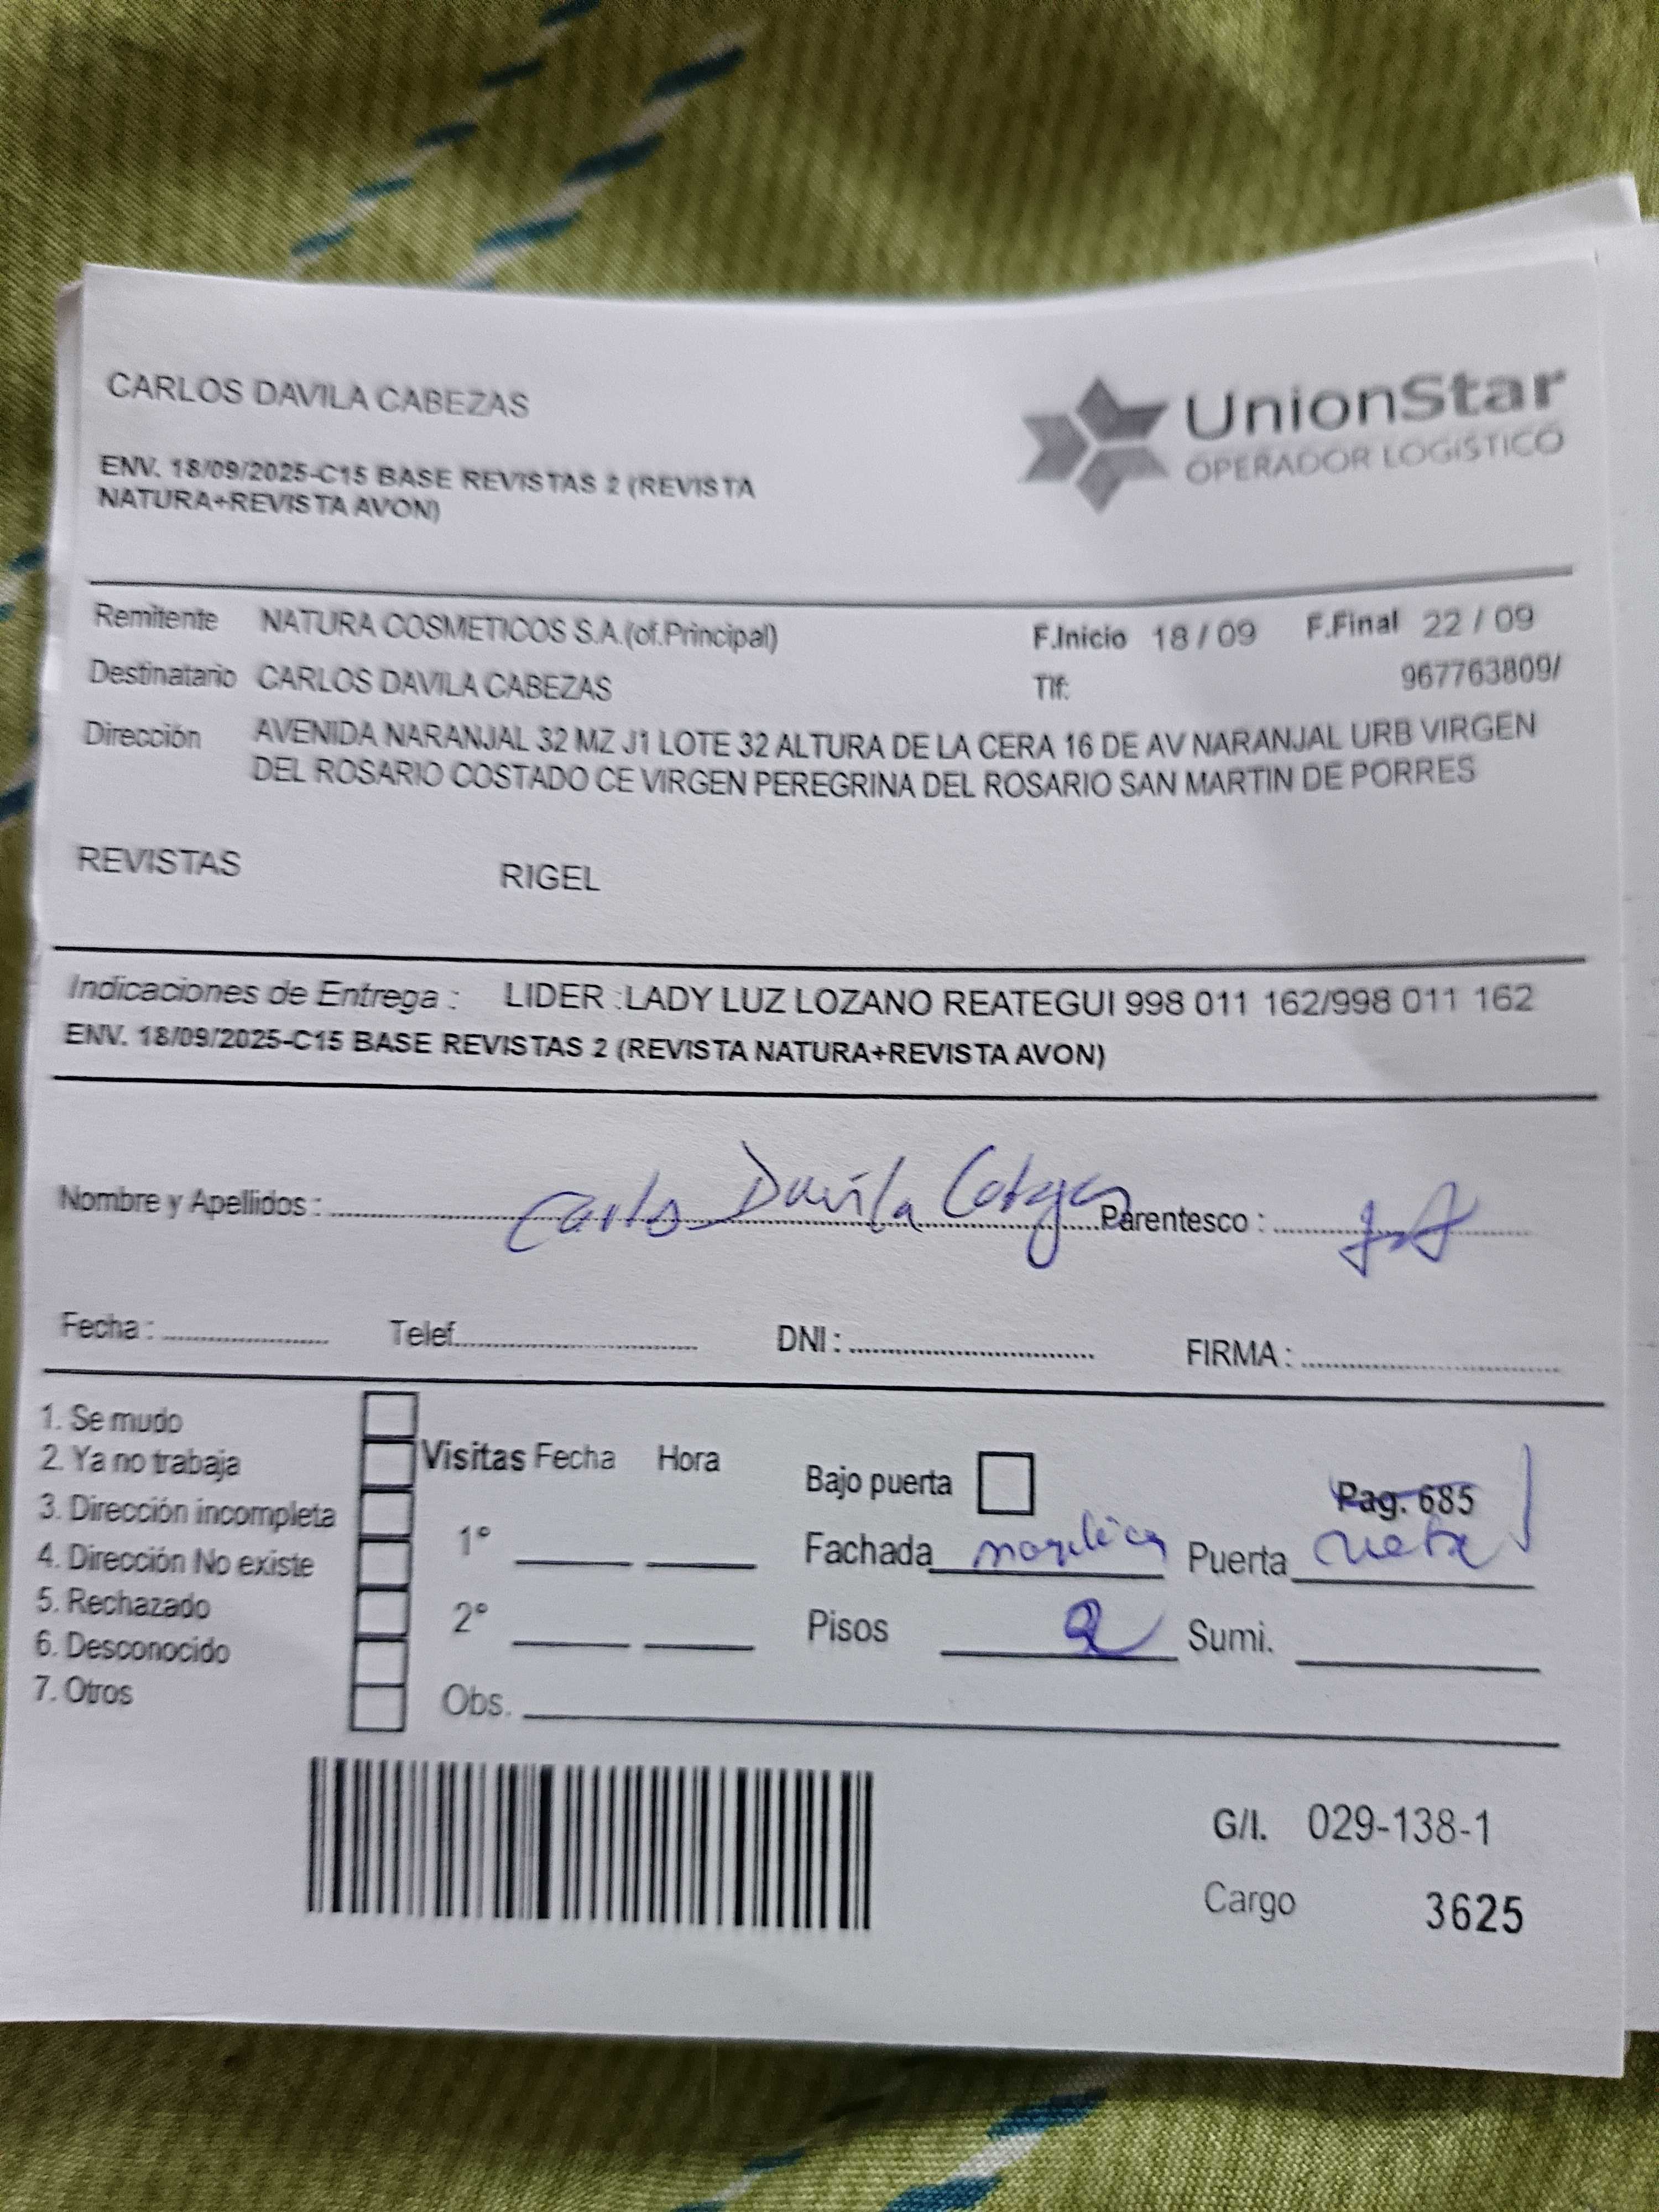 CARLOS DAVILA CABEZAS
UnionStar
OPERADOR LOGÍSTICO
ENV. 18/09/2025-C15 BASE REVISTAS 2 (REVISTA
NATURA+REVISTA AVON)
Remitente NATURA COSMETICOS S.A.(of.Principal) F.Inicio 18 / 09 F.Final 22 / 09
Destinatario CARLOS DAVILA CABEZAS Tlf: 967763809/
Dirección AVENIDA NARANJAL 32 MZ J1 LOTE 32 ALTURA DE LA CERA 16 DE AV NARANJAL URB VIRGEN
DEL ROSARIO COSTADO CE VIRGEN PEREGRINA DEL ROSARIO SAN MARTIN DE PORRES
REVISTAS RIGEL
Indicaciones de Entrega : LIDER :LADY LUZ LOZANO REATEGUI 998 011 162/998 011 162
ENV. 18/09/2025-C15 BASE REVISTAS 2 (REVISTA NATURA+REVISTA AVON)
Nombre y Apellidos : Carlos Davila Parentesco :
Fecha : Telef. DNI : FIRMA :
1. Se mudo
2. Ya no trabaja
3. Dirección incompleta
4. Dirección No existe
5. Rechazado
6. Desconocido
7. Otros
Visitas Fecha Hora
1°
2°
Obs.
Bajo puerta
Pag. 685
Fachada Puerta
Pisos 2 Sumi.
G/I. 029-138-1
Cargo 3625